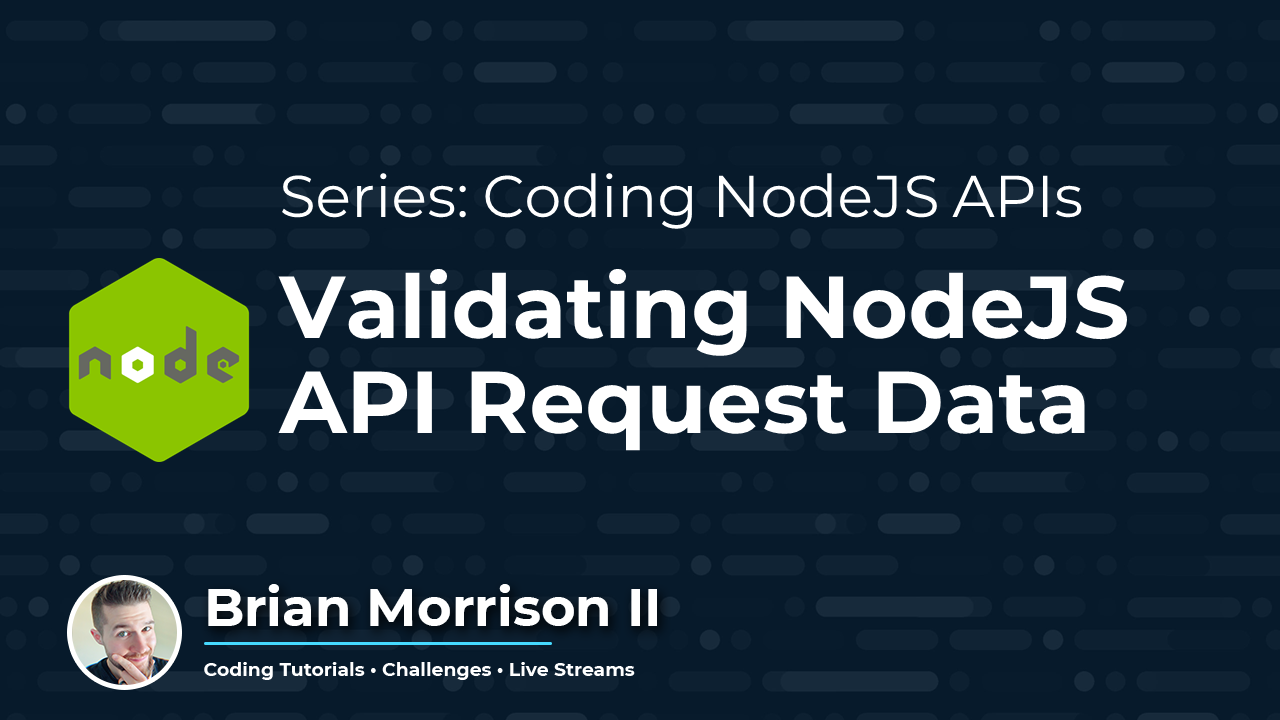 Series: Coding NodeJS APIs
Validating NodeJS
API Request Data
node
Brian Morrison II
Coding Tutorials • Challenges • Live Streams